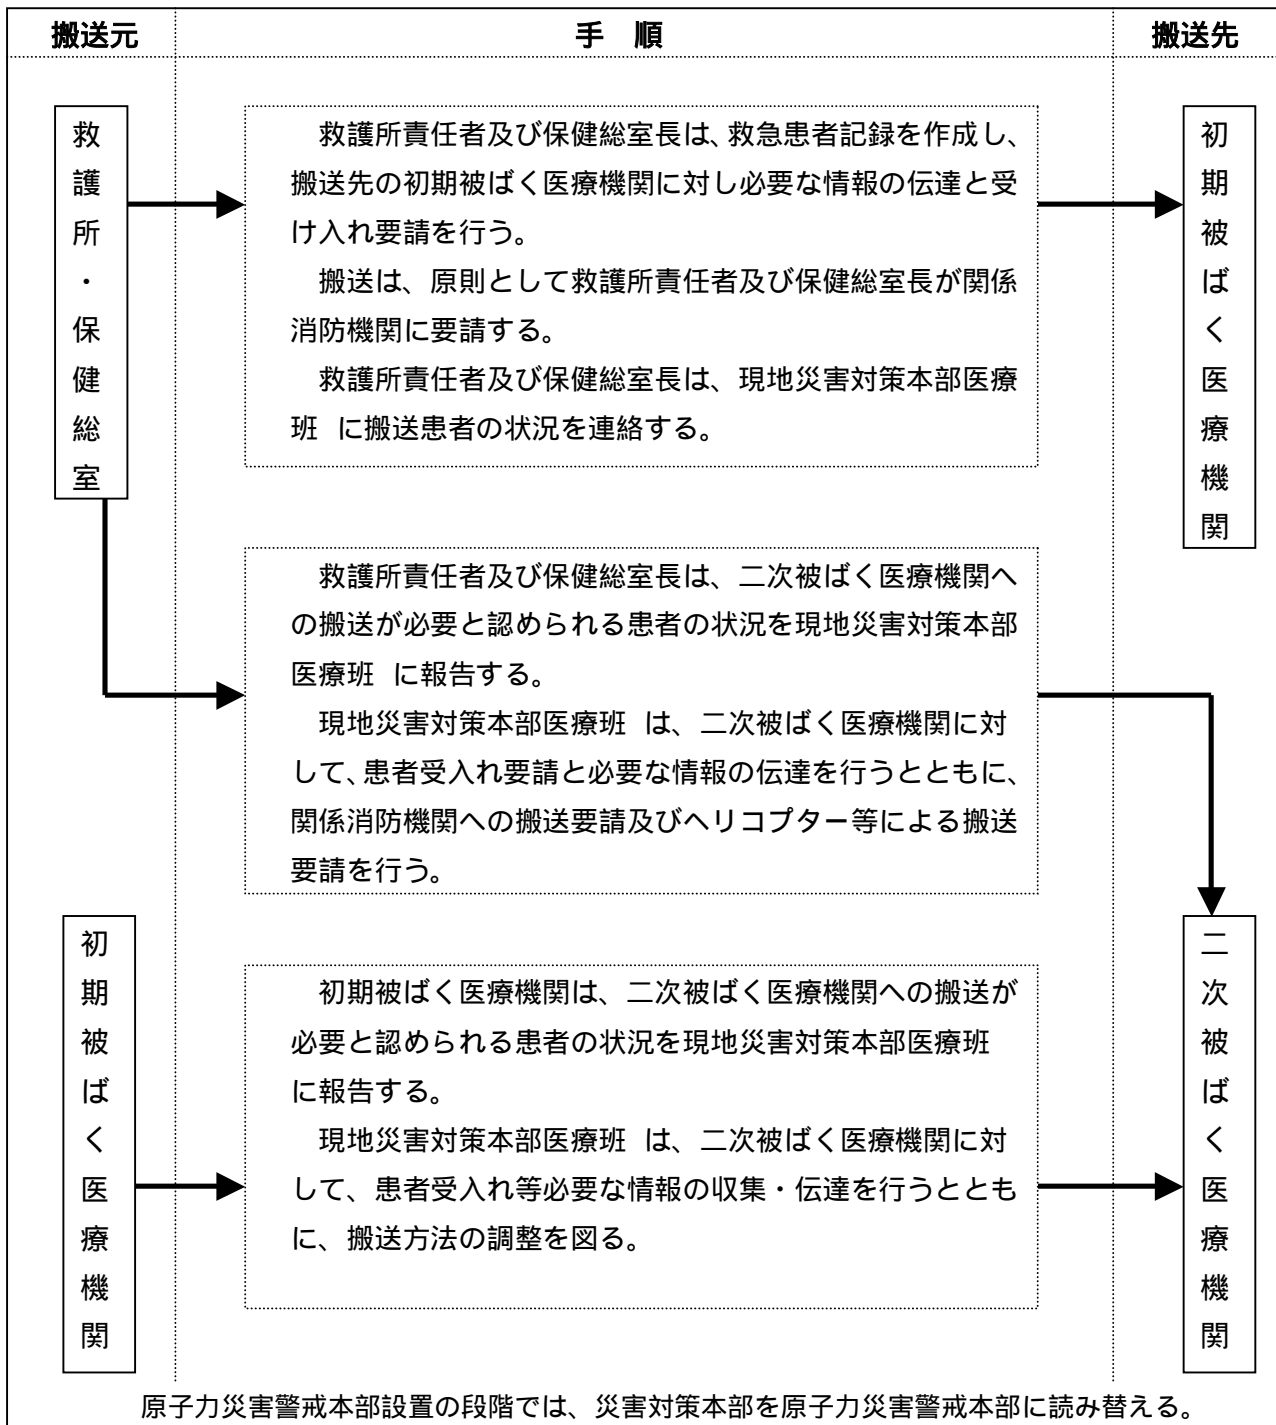 搬送元
手 順
搬送先
救護所・保健総室
救護所責任者及び保健総室長は、救急患者記録を作成し、
搬送先の初期被ばく医療機関に対し必要な情報の伝達と受
け入れ要請を行う。
搬送は、原則として救護所責任者及び保健総室長が関係
消防機関に要請する。
救護所責任者及び保健総室長は、現地災害対策本部医療
班 に搬送患者の状況を連絡する。
初期被ばく医療機関
救護所責任者及び保健総室長は、二次被ばく医療機関へ
の搬送が必要と認められる患者の状況を現地災害対策本部
医療班 に報告する。
現地災害対策本部医療班 は、二次被ばく医療機関に対
して、患者受入れ要請と必要な情報の伝達を行うとともに、
関係消防機関への搬送要請及びヘリコプター等による搬送
要請を行う。
初期被ばく医療機関
初期被ばく医療機関は、二次被ばく医療機関への搬送が
必要と認められる患者の状況を現地災害対策本部医療班
に報告する。
現地災害対策本部医療班 は、二次被ばく医療機関に対
して、患者受入れ等必要な情報の収集・伝達を行うととも
に、搬送方法の調整を図る。
二次被ばく医療機関
原子力災害警戒本部設置の段階では、災害対策本部を原子力災害警戒本部に読み替える。